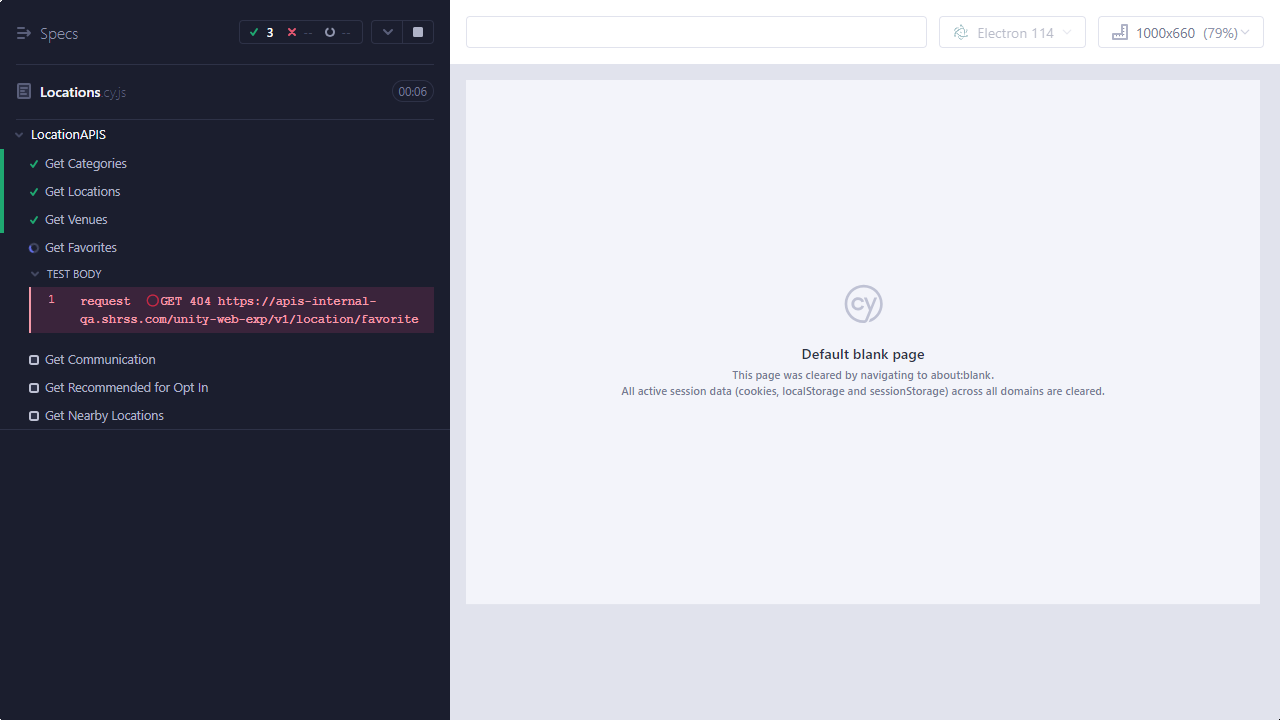 Specs
3 -- --
Locations cy.js
00:06
LocationAPIS
Get Categories
Get Locations
Get Venues
Get Favorites
TEST BODY
1 request GET 404 https://apis-internal-
qa.shrss.com/unity-web-exp/v1/location/favorite
Get Communication
Get Recommended for Opt In
Get Nearby Locations
Electron 114
1000x660 (79%)
cy
Default blank page
This page was cleared by navigating to about:blank.
All active session data (cookies, localStorage and sessionStorage) across all domains are cleared.